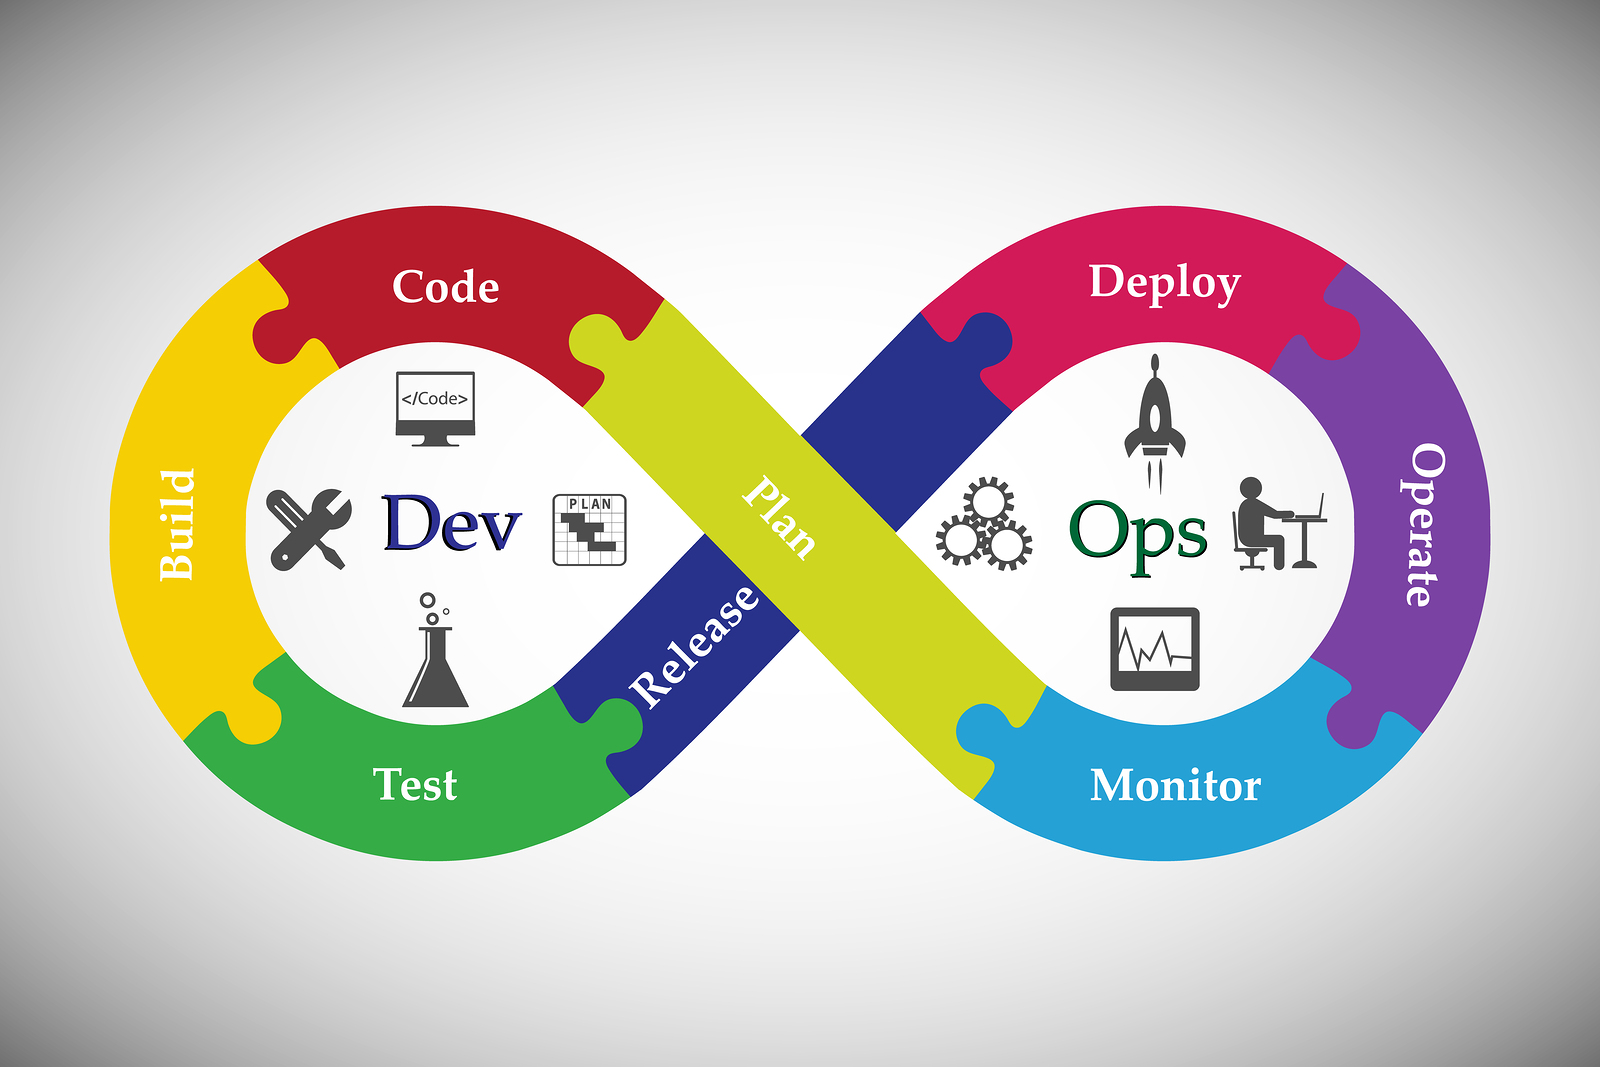 Code
Deploy
</Code>
PLAN
Build
Dev
Plan
Ops
Operate
Release
Test
Monitor